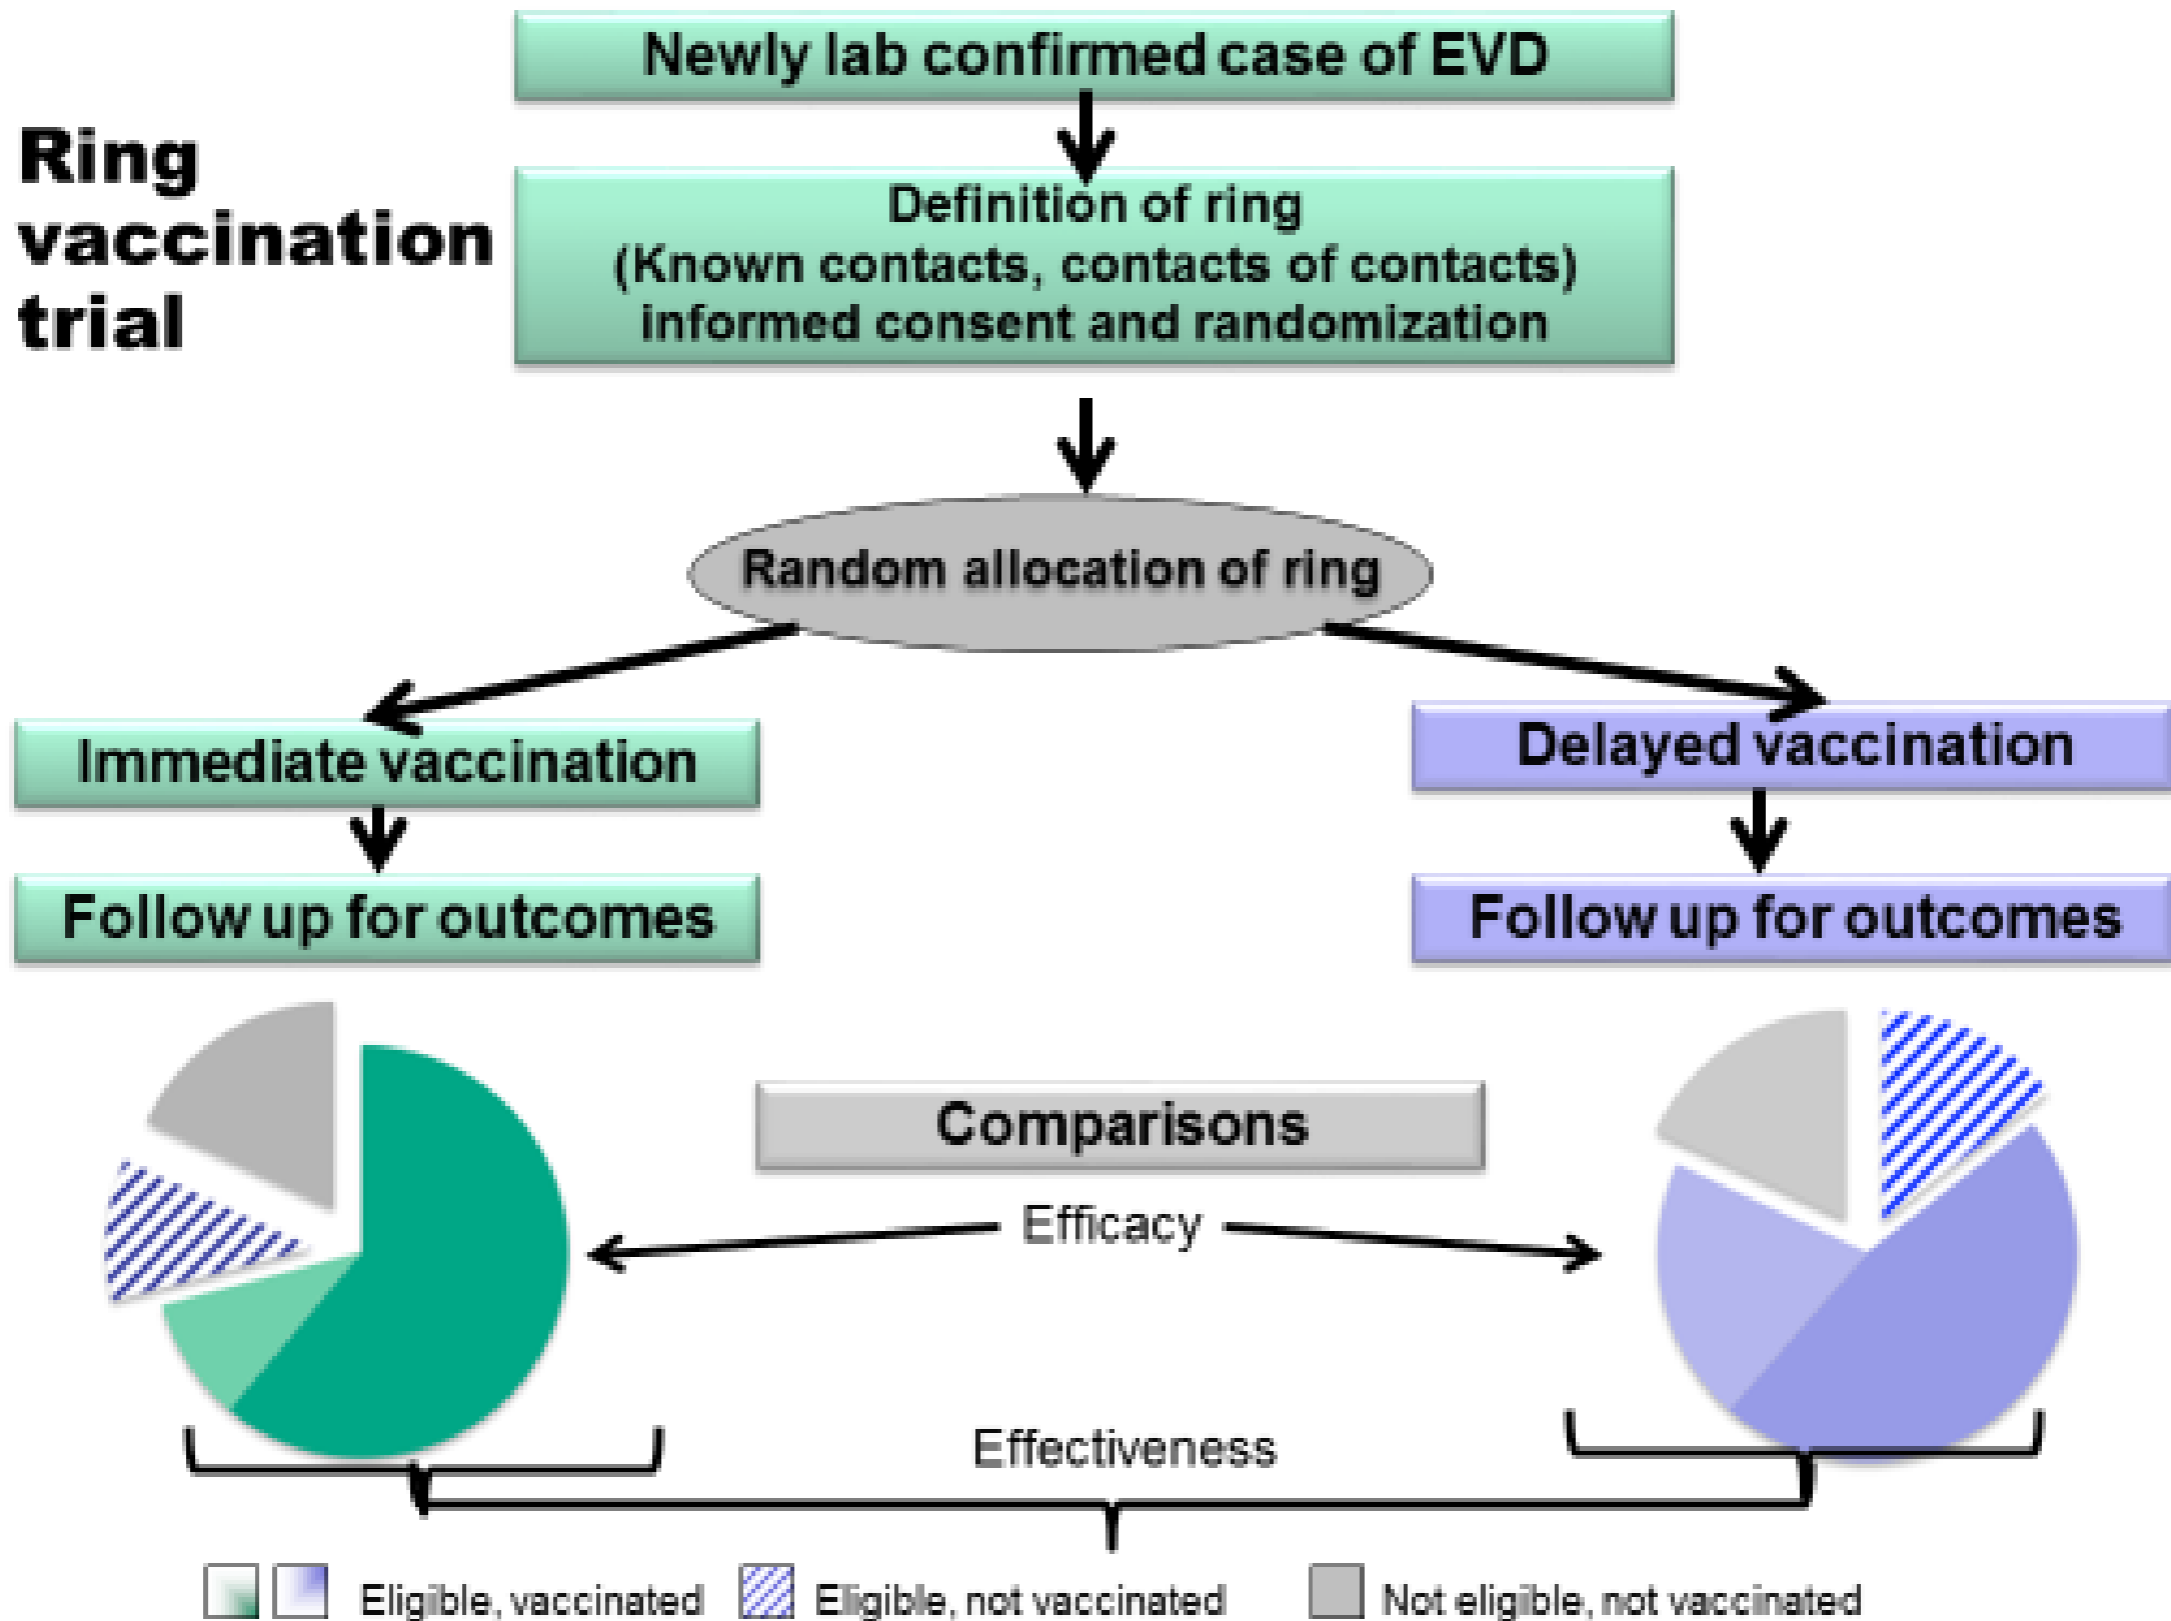 Newly lab confirmed case of EVD
Ring
vaccination
trial
Definition of ring
(Known contacts, contacts of contacts)
informed consent and randomization
Random allocation of ring
Immediate vaccination
Delayed vaccination
Follow up for outcomes
Follow up for outcomes
Comparisons
Efficacy
Effectiveness
Eligible, vaccinated
Eligible, not vaccinated
Not eligible, not vaccinated